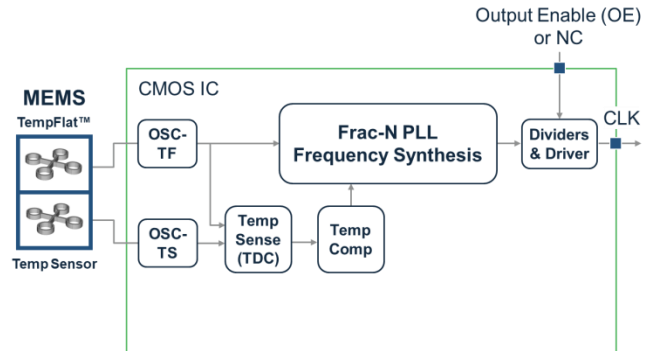 Output Enable (OE)
or NC
CMOS IC
MEMS
TempFlat™
CLK
OSC-
TF
Frac-N PLL
Frequency Synthesis
Dividers
& Driver
OSC-
TS
Temp
Sense
(TDC)
Temp
Comp
Temp Sensor